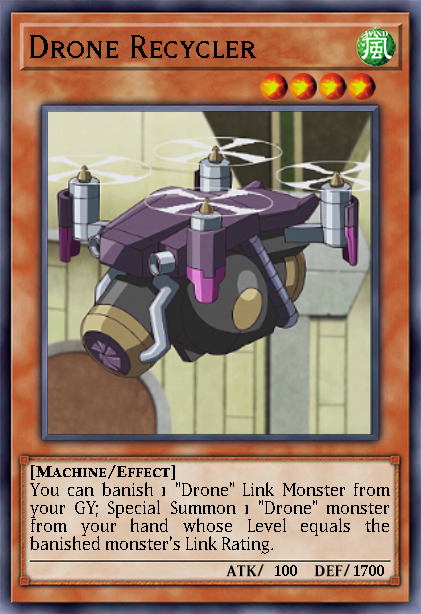 DRONE RECYCLER
WIND
風
[MACHINE/EFFECT]
You can banish 1 "Drone" Link Monster from
your GY; Special Summon 1 "Drone" monster
from your hand whose Level equals the
banished monster's Link Rating.
ATK/ 100 DEF/1700